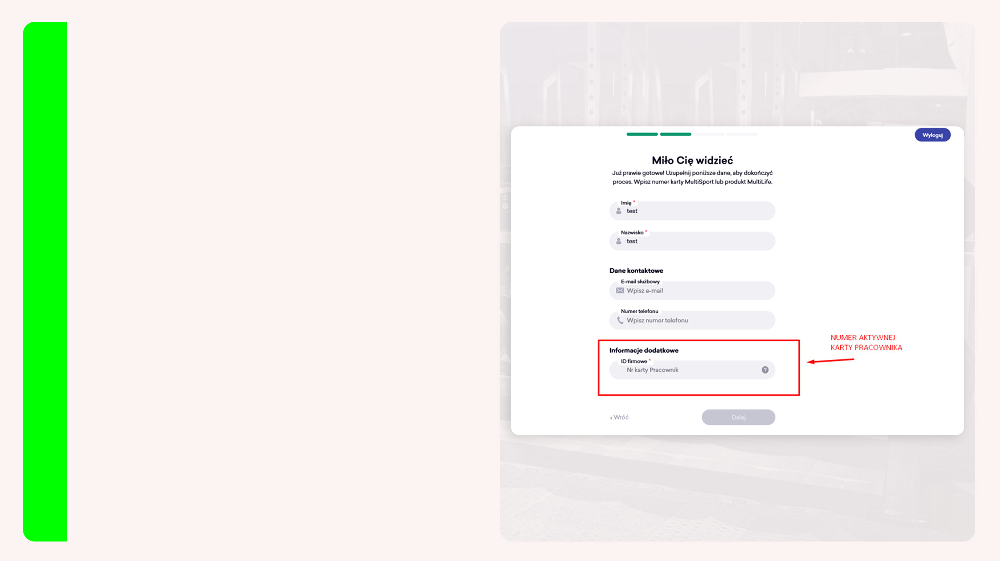 Wyloguj
Miło Cię widzieć
Już prawie gotowe! Uzupełnij poniższe dane, aby dokończyć
proces. Wpisz numer karty MultiSport lub produkt MultiLife.
Imię *
test
Nazwisko *
test
Dane kontaktowe
E-mail służbowy
Wpisz e-mail
Numer telefonu
Wpisz numer telefonu
NUMER AKTYWNEJ
KARTY PRACOWNIKA
Informacje dodatkowe
ID firmowe *
Nr karty Pracownik
?
‹ Wróć
Dalej